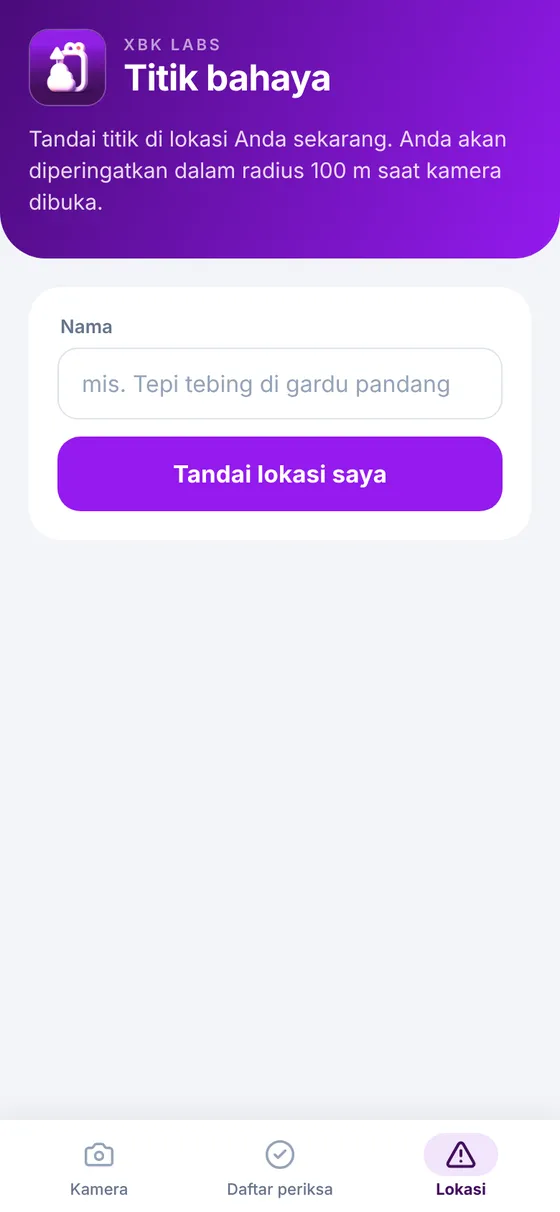 XBK LABS
Titik bahaya
Tandai titik di lokasi Anda sekarang. Anda akan
diperingatkan dalam radius 100 m saat kamera
dibuka.
Nama
mis. Tepi tebing di gardu pandang
Tandai lokasi saya
Kamera
Daftar periksa
Lokasi